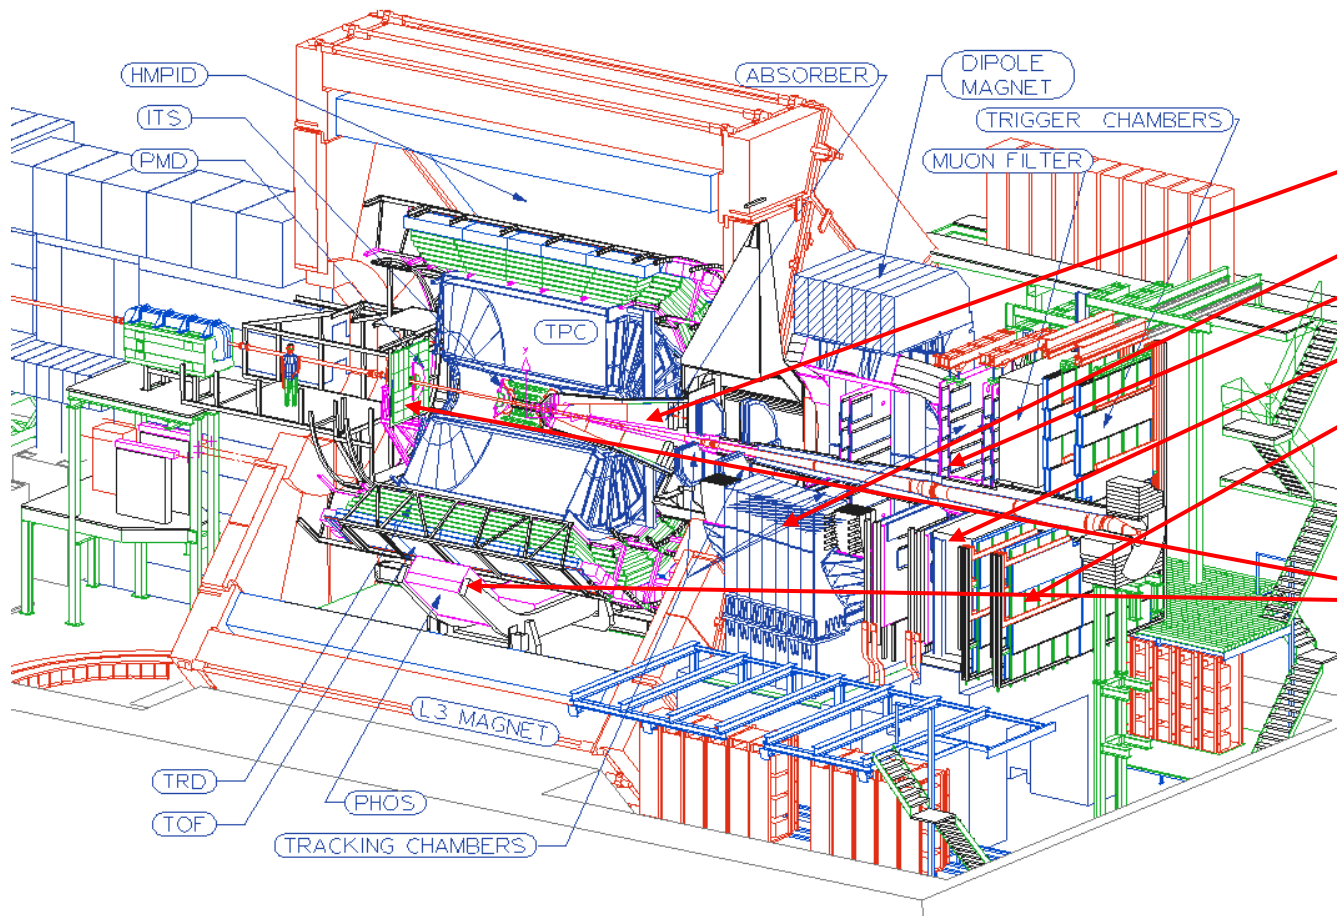 HMPID
ITS
PMD
ABSORBER
DIPOLE
MAGNET
TRIGGER CHAMBERS
MUON FILTER
TPC
L3 MAGNET
TRD
PHOS
TOF
TRACKING CHAMBERS